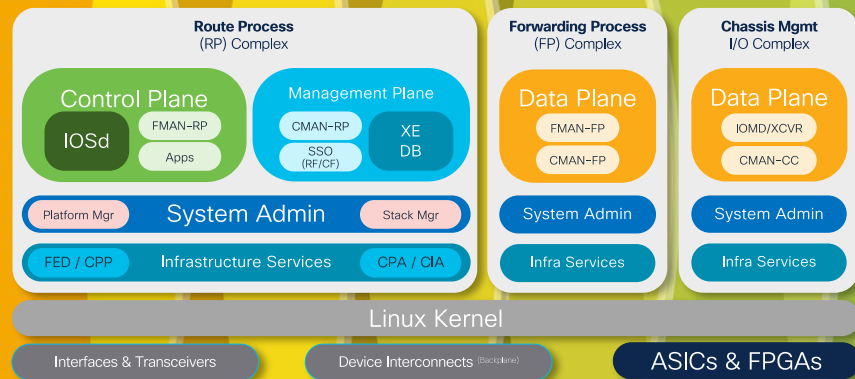 Route Process
(RP) Complex
Forwarding Process
(FP) Complex
Chassis Mgmt
I/O Complex
Control Plane
IOSd
FMAN-RP
Apps
Management Plane
CMAN-RP
SSO
(RF/CF)
XE
DB
Data Plane
FMAN-FP
CMAN-FP
Data Plane
IOMD/XCVR
CMAN-CC
Platform Mgr
System Admin
Stack Mgr
System Admin
System Admin
FED / CPP
Infrastructure Services
CPA / CIA
Infra Services
Infra Services
Linux Kernel
Interfaces & Transceivers
Device Interconnects (Backplane)
ASICs & FPGAs